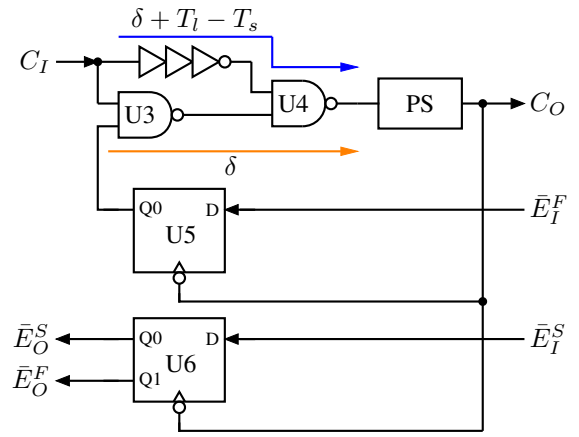 δ + T_l − T_s
C_I
U3
U4
PS
C_O
δ
Q0 D
U5
Ē_I^F
Ē_O^S
Q0 D
Ē_I^S
U6
Ē_O^F
Q1